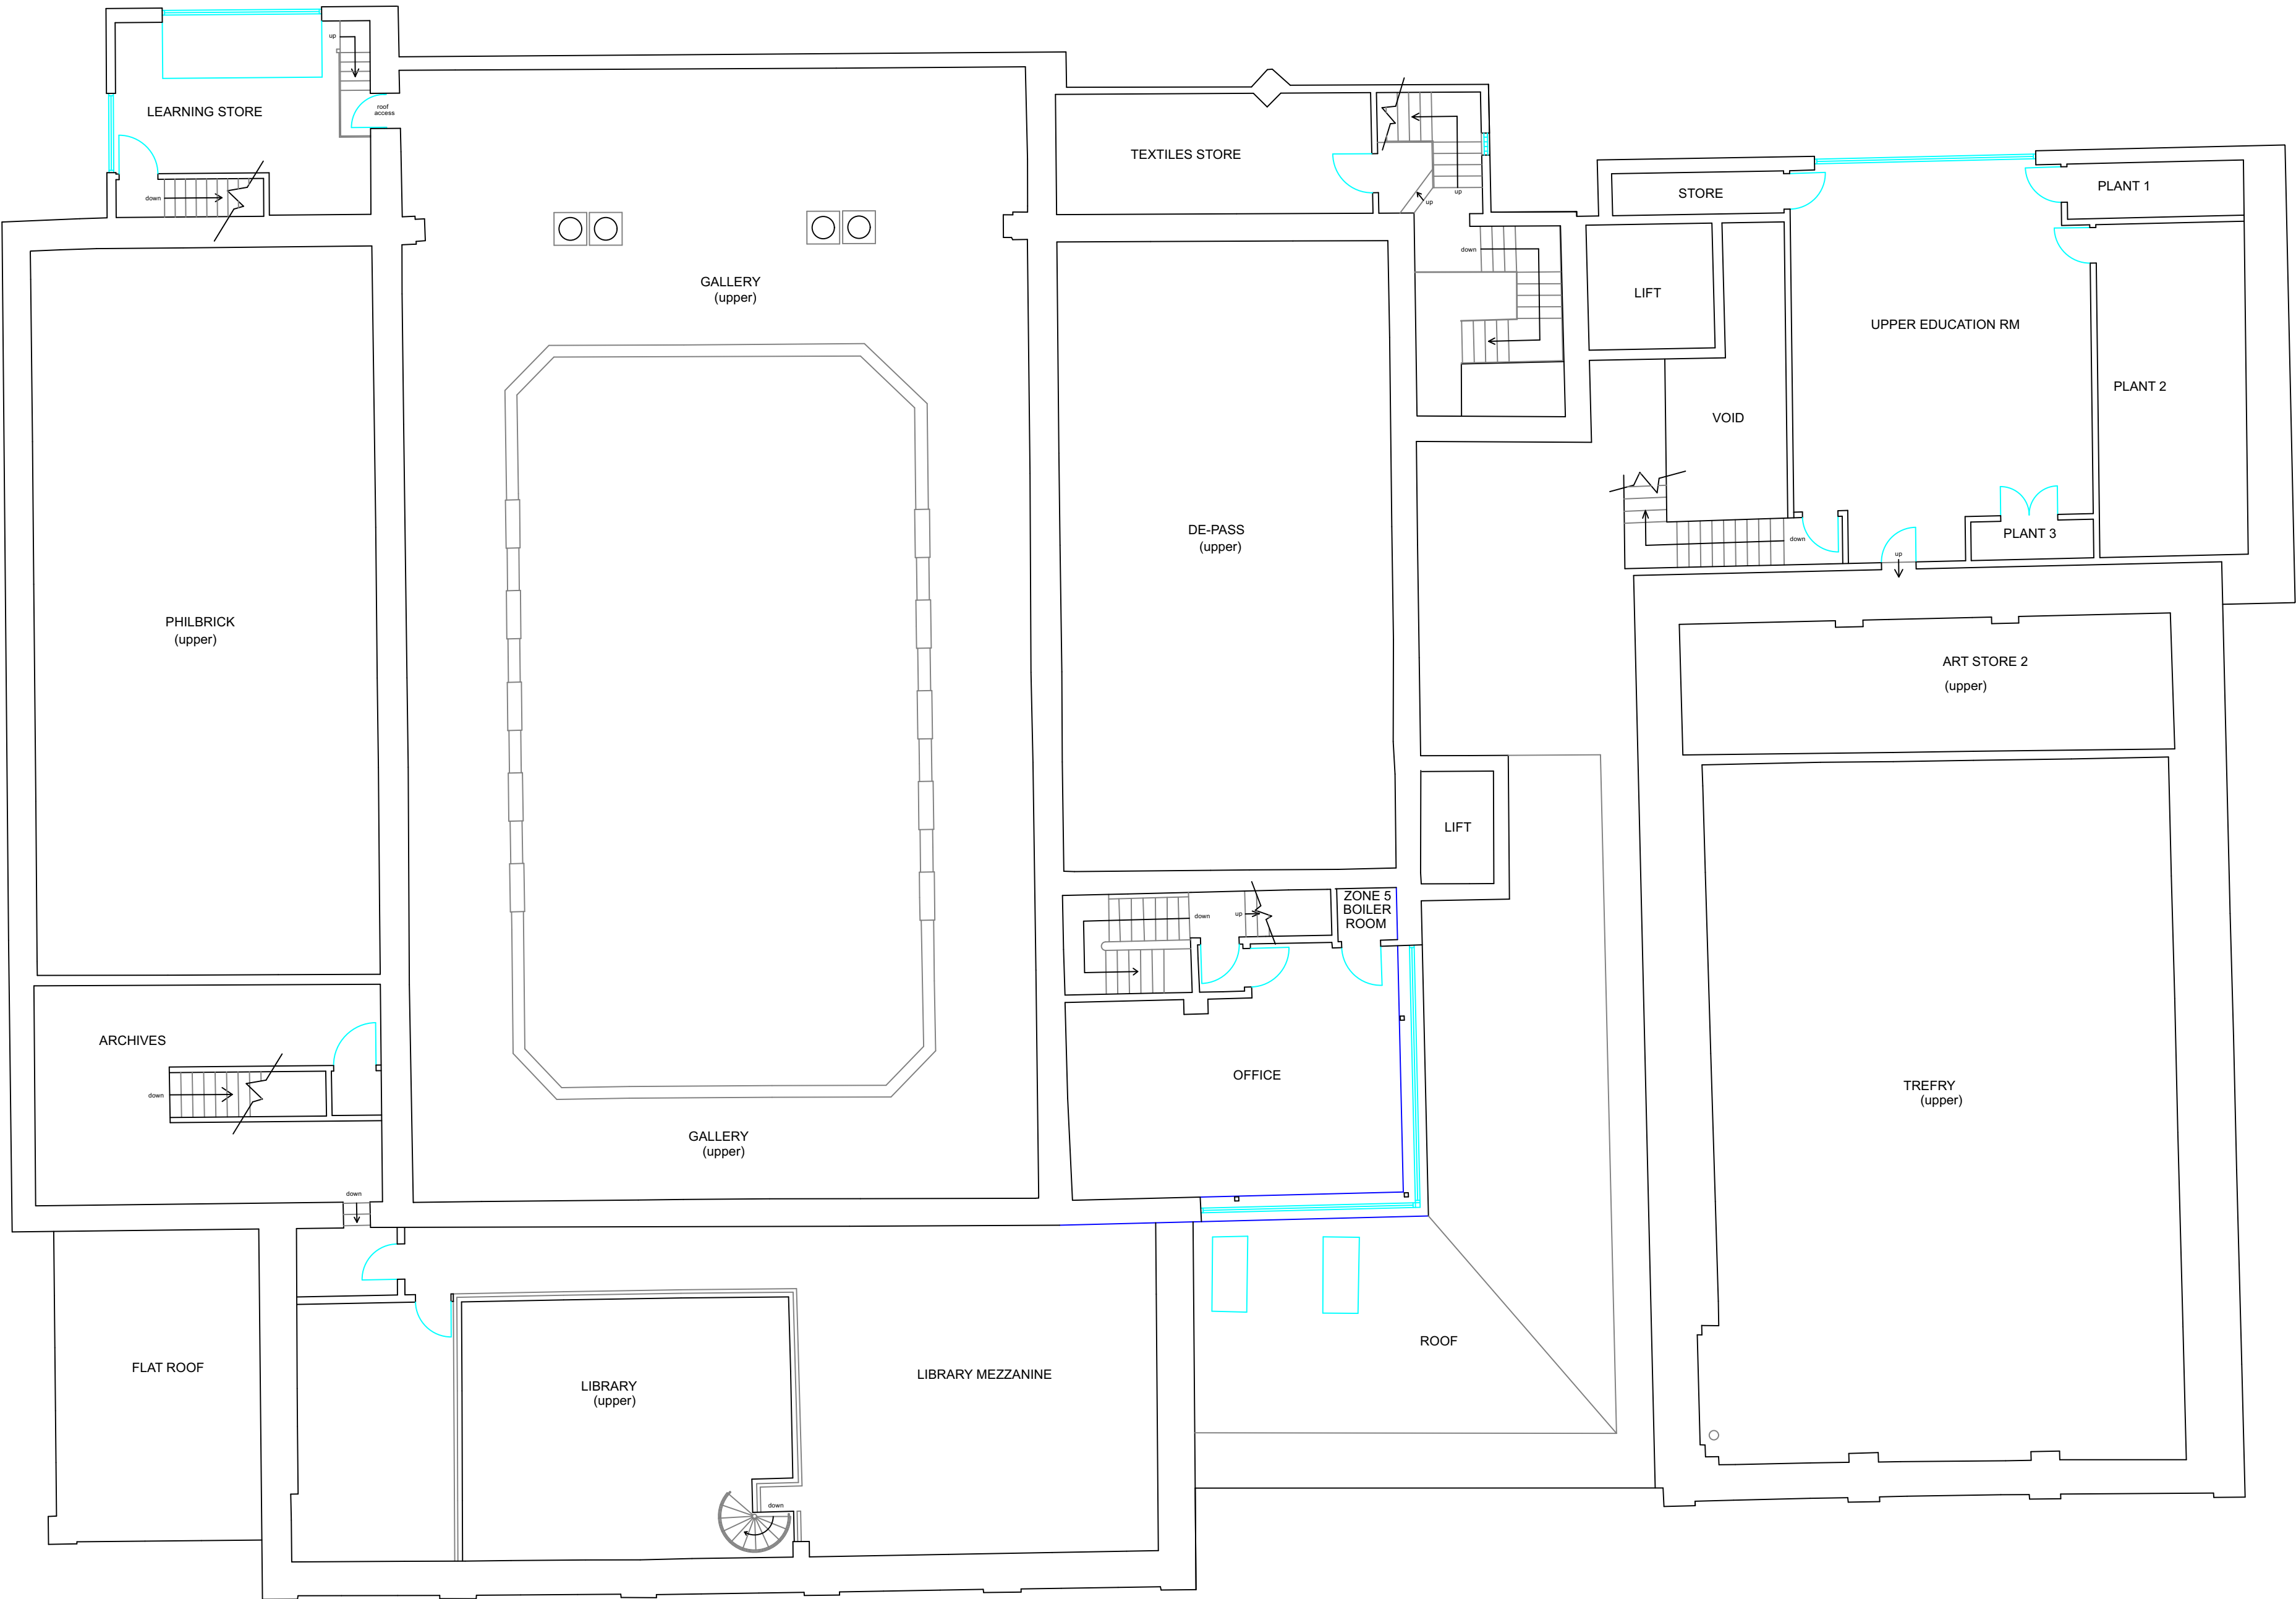 up
LEARNING STORE
roof
access
down
TEXTILES STORE
up
up
STORE
PLANT 1
down
GALLERY
(upper)
LIFT
UPPER EDUCATION RM
PLANT 2
VOID
DE-PASS
(upper)
down
PLANT 3
up
PHILBRICK
(upper)
ART STORE 2
(upper)
LIFT
ZONE 5
BOILER
ROOM
down
up
ARCHIVES
down
OFFICE
TREFRY
(upper)
GALLERY
(upper)
down
FLAT ROOF
LIBRARY
(upper)
LIBRARY MEZZANINE
ROOF
down